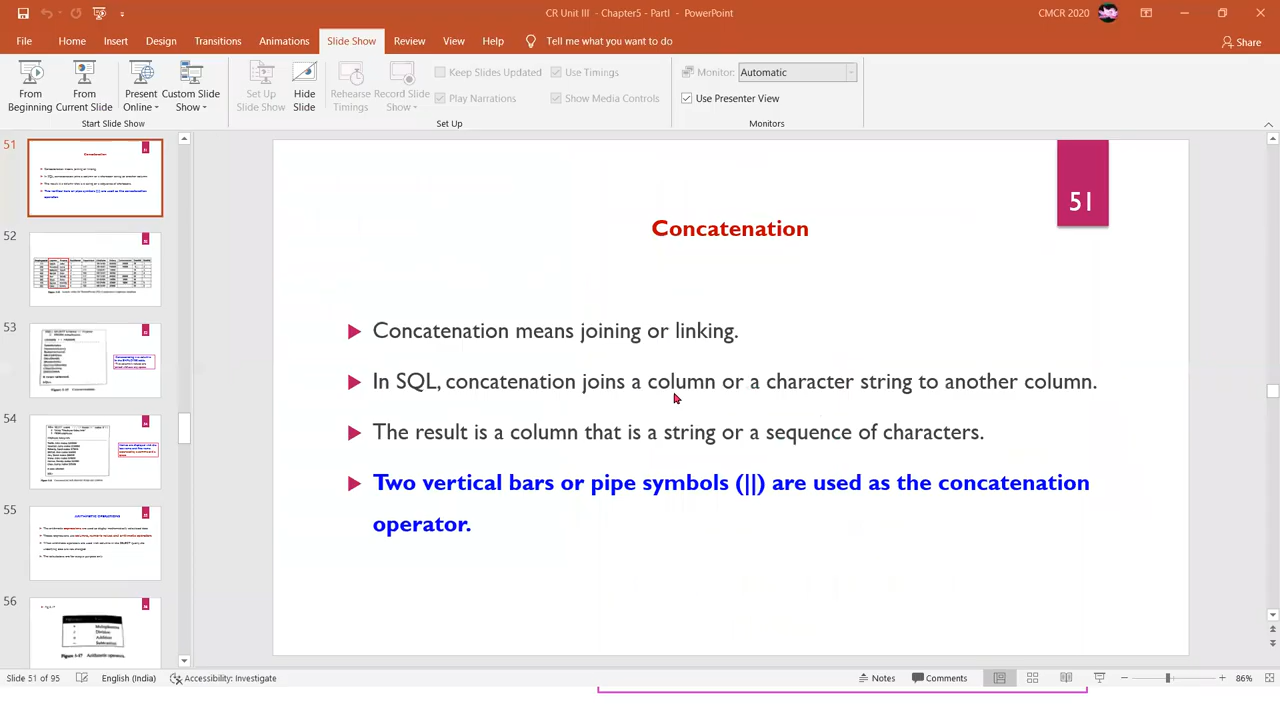 CR Unit III - Chapter5 - PartI - PowerPoint
CMCR 2020
File Home Insert Design Transitions Animations Slide Show Review View Help Tell me what you want to do
Share
From Beginning
From Current Slide
Present Online
Custom Slide Show
Set Up Slide Show
Hide Slide
Rehearse Timings
Record Slide Show
Keep Slides Updated
Play Narrations
Use Timings
Show Media Controls
Monitor: Automatic
Use Presenter View
Start Slide Show
Set Up
Monitors
51
52
53
54
55
56
51
Concatenation
Concatenation means joining or linking.
In SQL, concatenation joins a column or a character string to another column.
The result is a column that is a string or a sequence of characters.
Two vertical bars or pipe symbols (||) are used as the concatenation
operator.
Slide 51 of 95
English (India)
Accessibility: Investigate
Notes
Comments
86%